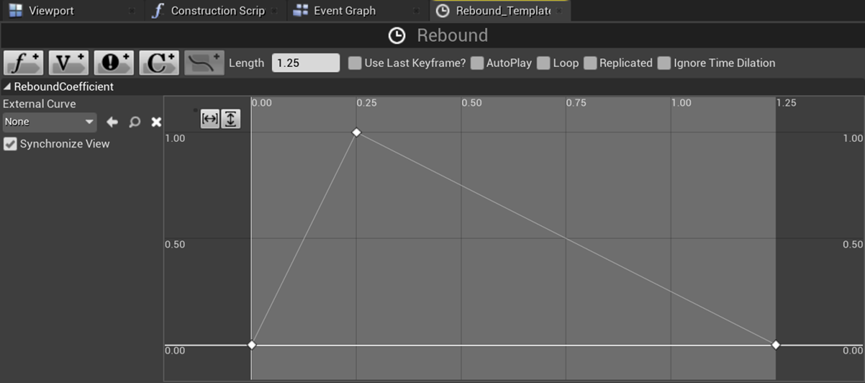 Viewport Construction Scrip Event Graph Rebound_Template
Rebound
f+ V+ !+ C+ Length 1.25 Use Last Keyframe? AutoPlay Loop Replicated Ignore Time Dilation
ReboundCoefficient
External Curve
None
Synchronize View
0.00 0.25 0.50 0.75 1.00 1.25
1.00 1.00
0.50 0.50
0.00 0.00